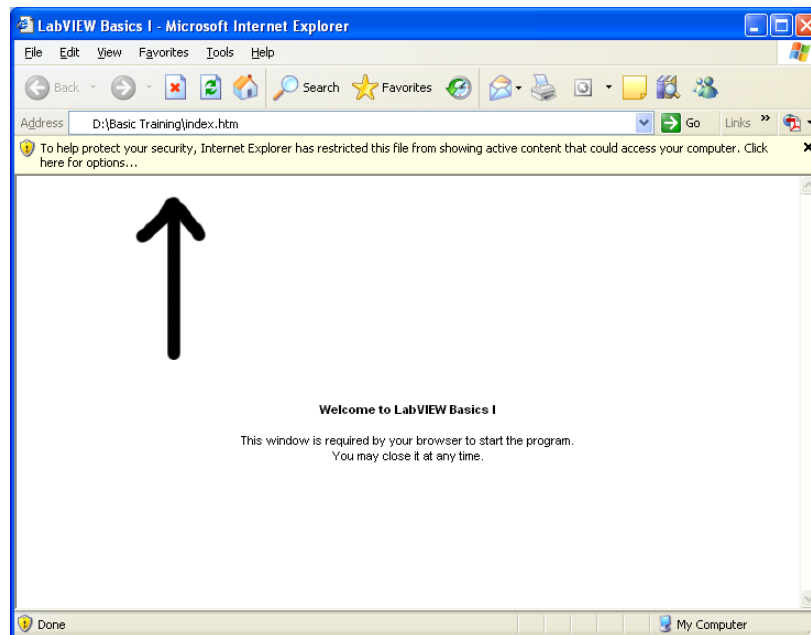 LabVIEW Basics I - Microsoft Internet Explorer
File Edit View Favorites Tools Help
Back Search Favorites
Address D:\Basic Training\index.htm Go Links »
To help protect your security, Internet Explorer has restricted this file from showing active content that could access your computer. Click
here for options...
Welcome to LabVIEW Basics I
This window is required by your browser to start the program.
You may close it at any time.
Done My Computer